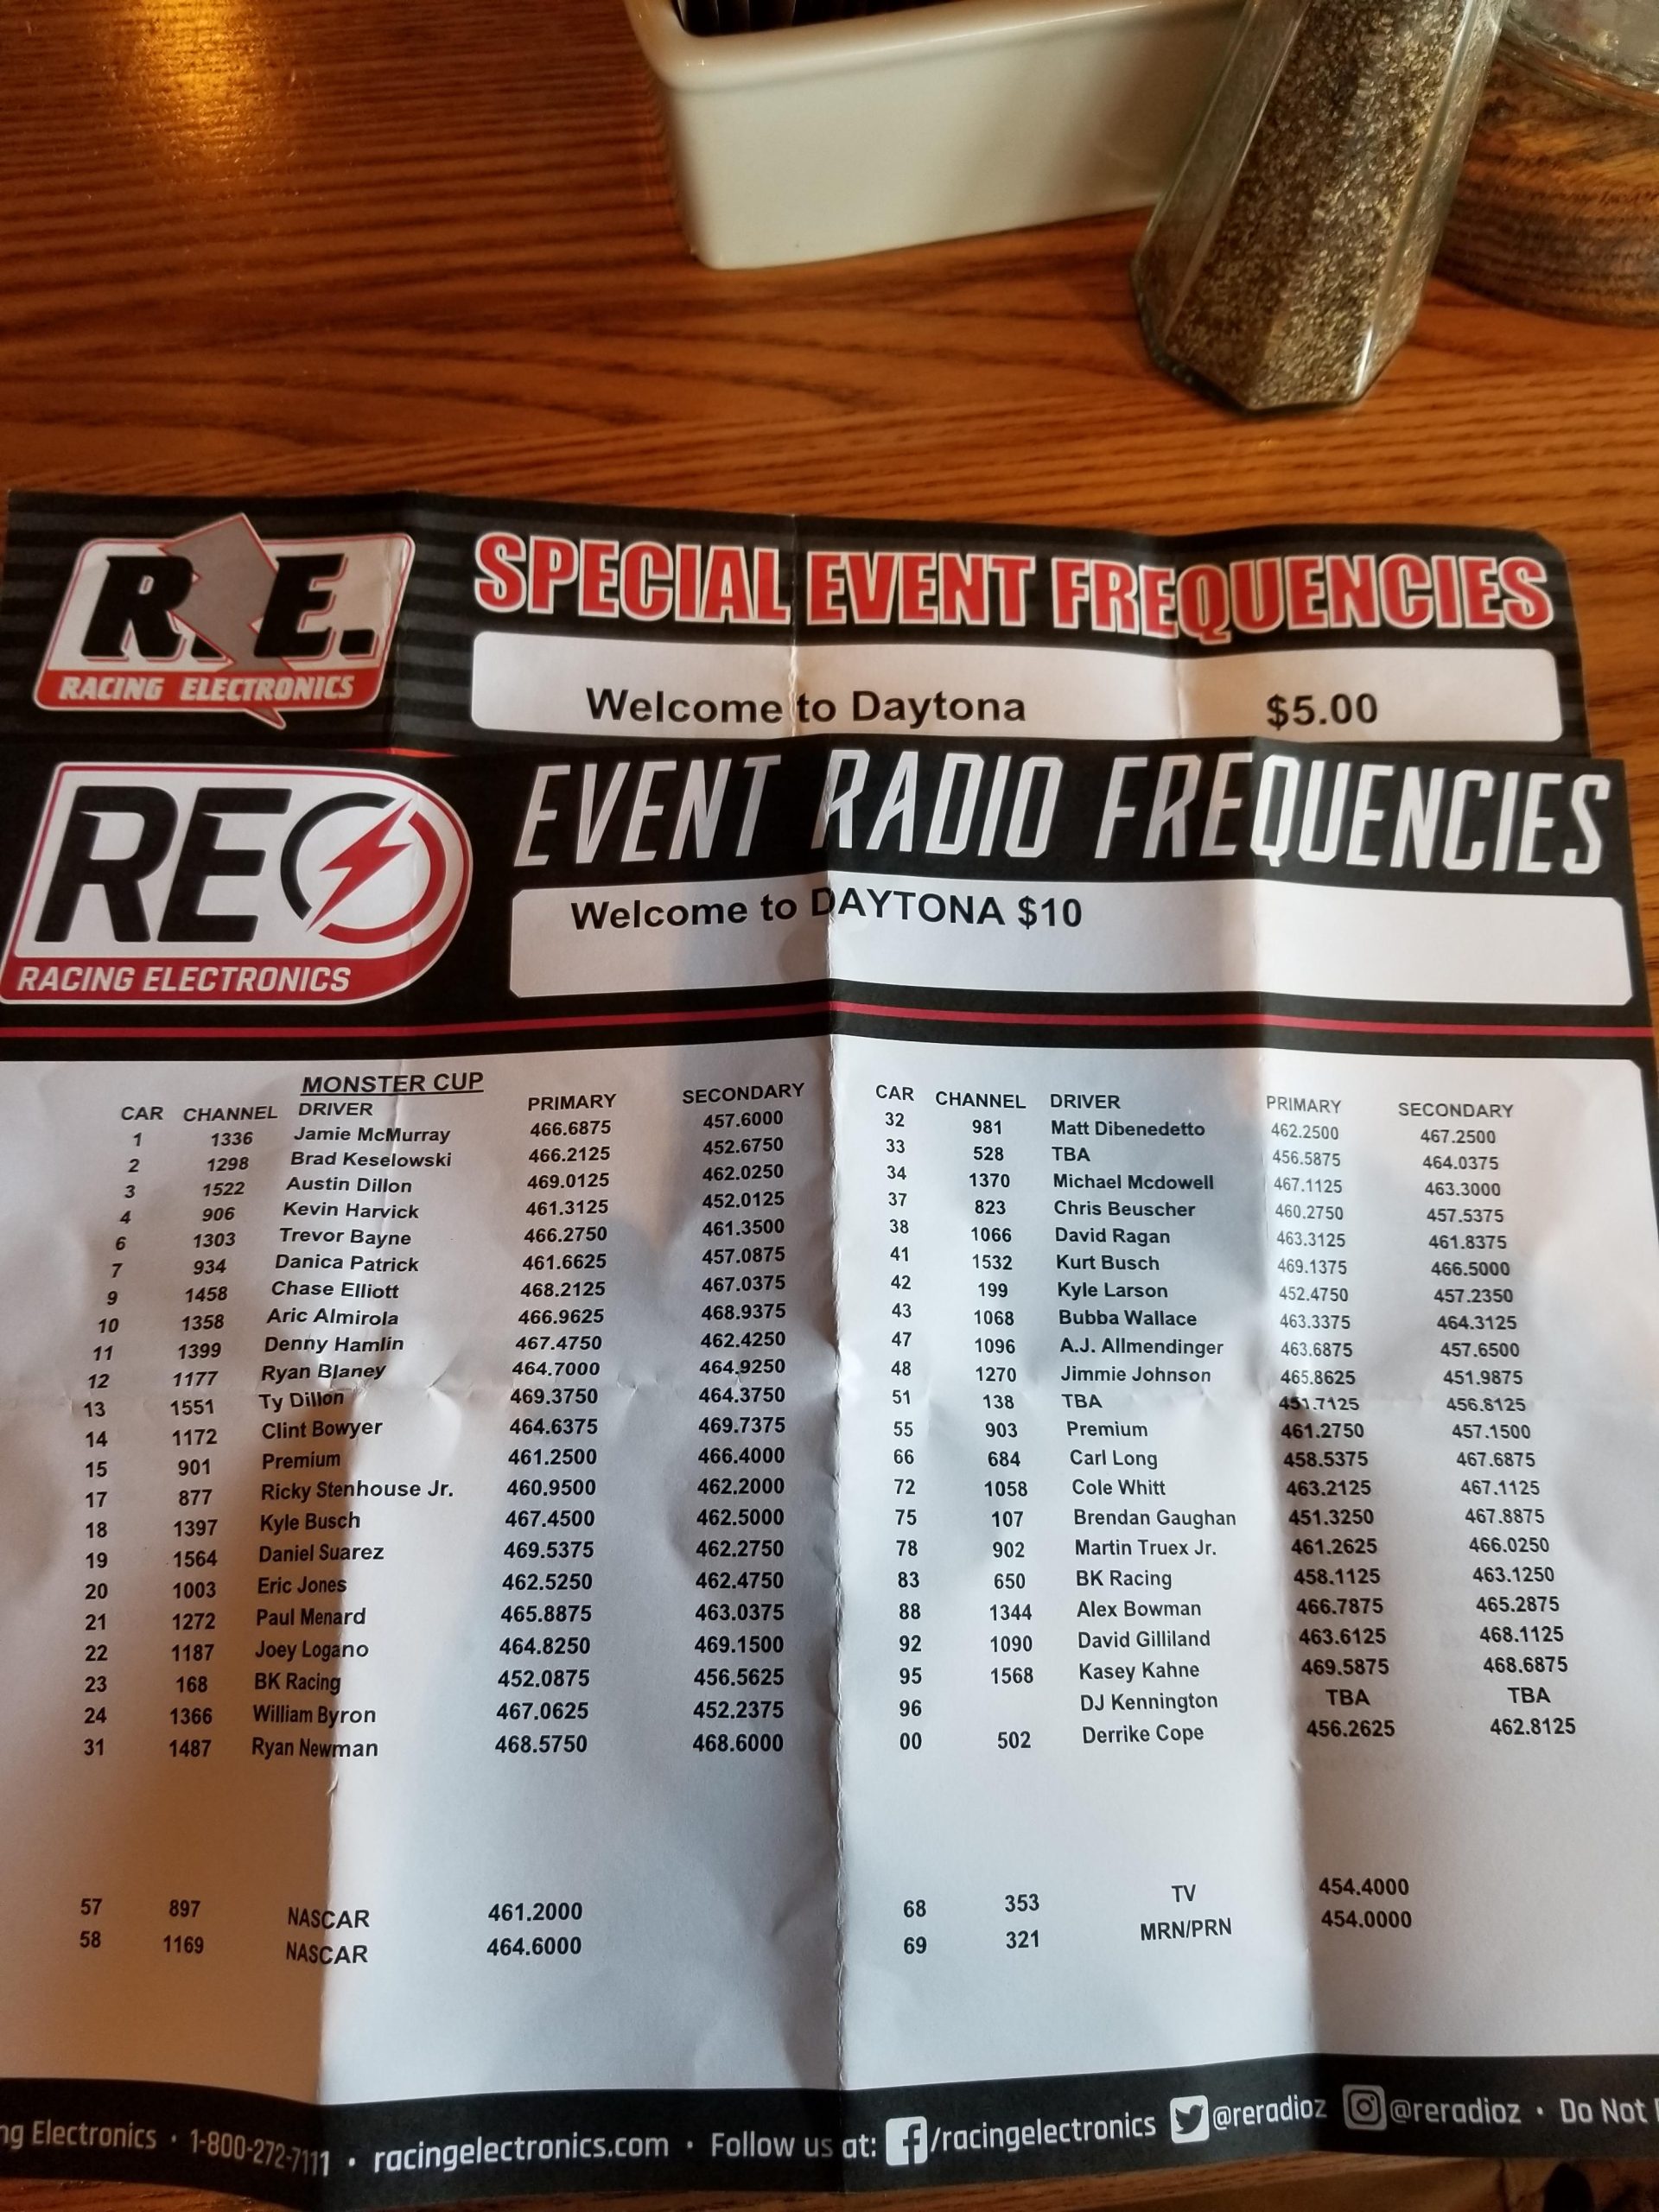 R.E.
RACING ELECTRONICS
SPECIAL EVENT FREQUENCIES
Welcome to Daytona $5.00
RE
RACING ELECTRONICS
EVENT RADIO FREQUENCIES
Welcome to DAYTONA $10
MONSTER CUP
CAR CHANNEL DRIVER PRIMARY SECONDARY
1 1336 Jamie McMurray 466.6875 457.6000
2 1298 Brad Keselowski 466.2125 452.6750
3 1522 Austin Dillon 469.0125 462.0250
4 906 Kevin Harvick 461.3125 452.0125
6 1303 Trevor Bayne 466.2750 461.3500
7 934 Danica Patrick 461.6625 457.0875
9 1458 Chase Elliott 468.2125 467.0375
10 1358 Aric Almirola 466.9625 468.9375
11 1399 Denny Hamlin 467.4750 462.4250
12 1177 Ryan Blaney 464.7000 464.9250
13 1551 Ty Dillon 469.3750 464.3750
14 1172 Clint Bowyer 464.6375 469.7375
15 901 Premium 461.2500 466.4000
17 877 Ricky Stenhouse Jr. 460.9500 462.2000
18 1397 Kyle Busch 467.4500 462.5000
19 1564 Daniel Suarez 469.5375 462.2750
20 1003 Eric Jones 462.5250 462.4750
21 1272 Paul Menard 465.8875 463.0375
22 1187 Joey Logano 464.8250 469.1500
23 168 BK Racing 452.0875 456.5625
24 1366 William Byron 467.0625 452.2375
31 1487 Ryan Newman 468.5750 468.6000
57 897 NASCAR 461.2000
58 1169 NASCAR 464.6000
CAR CHANNEL DRIVER PRIMARY SECONDARY
32 981 Matt Dibenedetto 462.2500 467.2500
33 528 TBA 456.5875 464.0375
34 1370 Michael Mcdowell 467.1125 463.3000
37 823 Chris Beuscher 460.2750 457.5375
38 1066 David Ragan 463.3125 461.8375
41 1532 Kurt Busch 469.1375 466.5000
42 199 Kyle Larson 452.4750 457.2350
43 1068 Bubba Wallace 463.3375 464.3125
47 1096 A.J. Allmendinger 463.6875 457.6500
48 1270 Jimmie Johnson 465.8625 451.9875
51 138 TBA 451.7125 456.8125
55 903 Premium 461.2750 457.1500
66 684 Carl Long 458.5375 467.6875
72 1058 Cole Whitt 463.2125 467.1125
75 107 Brendan Gaughan 451.3250 467.8875
78 902 Martin Truex Jr. 461.2625 466.0250
83 650 BK Racing 458.1125 463.1250
88 1344 Alex Bowman 466.7875 465.2875
92 1090 David Gilliland 463.6125 468.1125
95 1568 Kasey Kahne 469.5875 468.6875
96 DJ Kennington TBA TBA
00 502 Derrike Cope 456.2625 462.8125
68 353 TV 454.4000
69 321 MRN/PRN 454.0000
ng Electronics • 1-800-272-7111 • racingelectronics.com • Follow us at: f/racingelectronics @reradioz @reradioz • Do Not